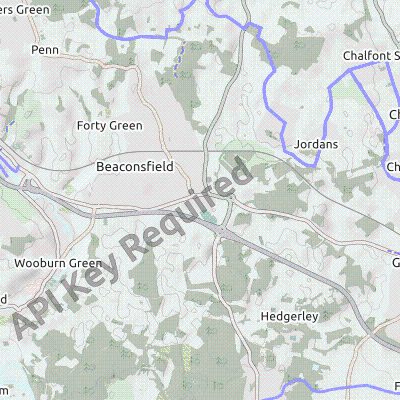 Penn
Chalfont S
Forty Green
Jordans
Beaconsfield
Wooburn Green
Hedgerley
API Key Required